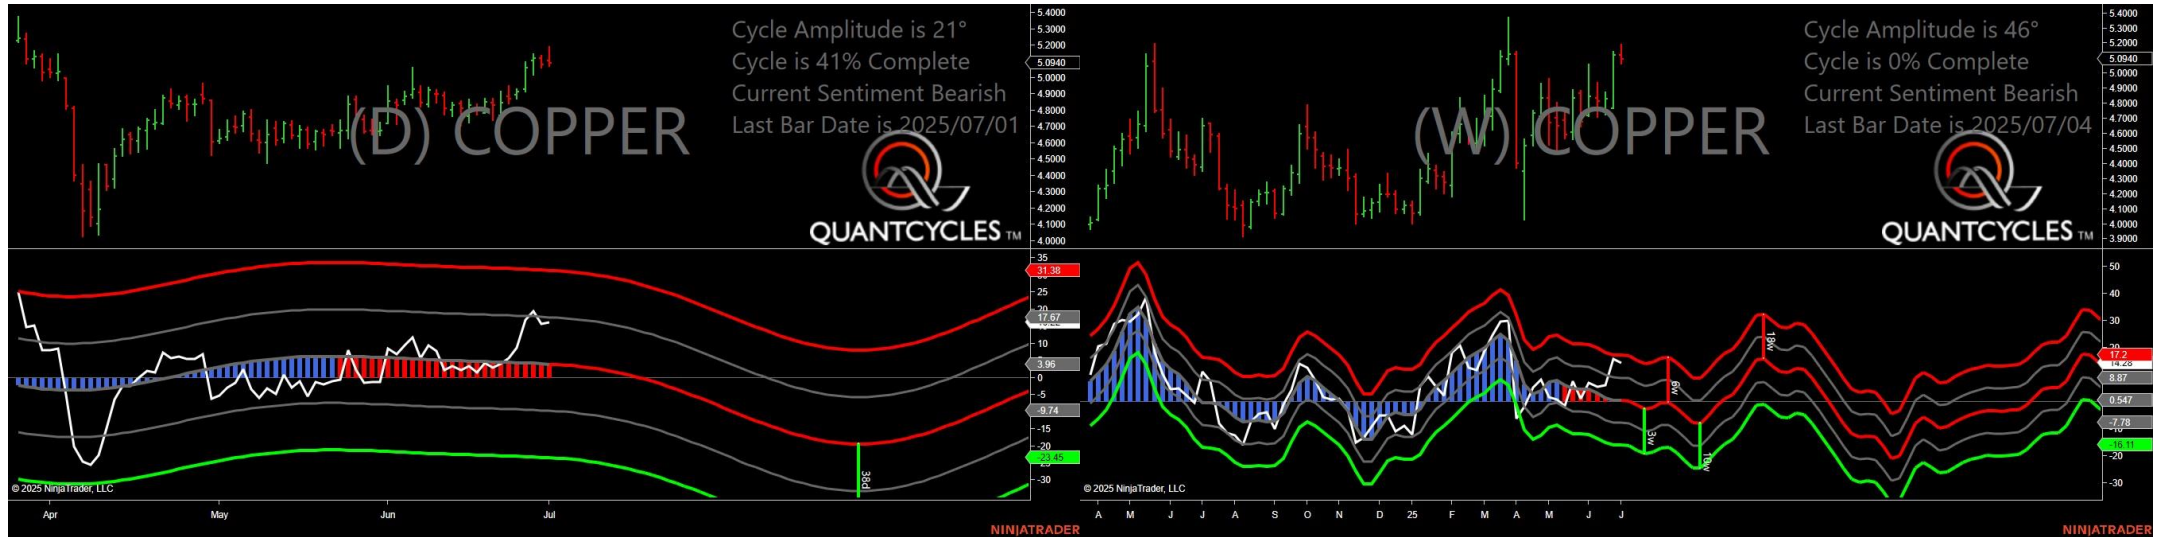 Cycle Amplitude is 21°
Cycle is 41% Complete
Current Sentiment Bearish
Last Bar Date is 2025/07/01
(D) COPPER
QUANTCYCLES TM
5.4000
5.3000
5.2000
5.0940
5.0000
4.9000
4.8000
4.7000
4.6000
4.5000
4.4000
4.3000
4.2000
4.1000
4.0000
35
31.38
25
20
17.67
10
5
3.96
0
-5
-9.74
-15
-20
-23.45
-30
38d
© 2025 NinjaTrader, LLC
Apr May Jun Jul
NINJATRADER
Cycle Amplitude is 46°
Cycle is 0% Complete
Current Sentiment Bearish
Last Bar Date is 2025/07/04
(W) COPPER
QUANTCYCLES TM
5.4000
5.3000
5.2000
5.0940
5.0000
4.9000
4.8000
4.7000
4.6000
4.5000
4.4000
4.3000
4.2000
4.1000
4.0000
3.9000
50
40
30
20
17.2
14.28
8.87
0.547
-7.78
-10
-16.11
-20
-30
3w
6w
10w
18w
© 2025 NinjaTrader, LLC
A M J J A S O N D 25 F M A M J J
NINJATRADER